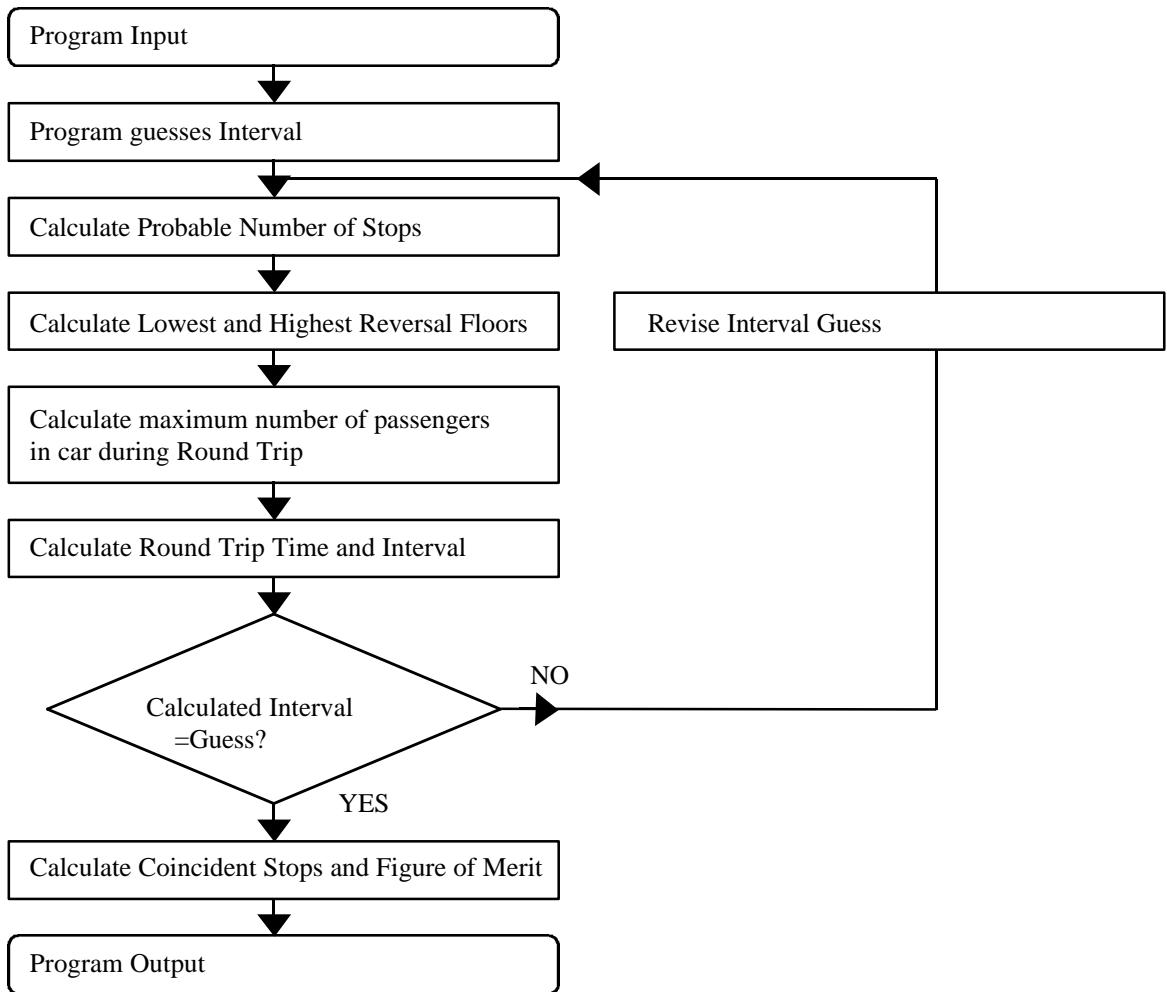 Program Input
Program guesses Interval
Calculate Probable Number of Stops
Calculate Lowest and Highest Reversal Floors
Revise Interval Guess
Calculate maximum number of passengers
in car during Round Trip
Calculate Round Trip Time and Interval
NO
Calculated Interval
=Guess?
YES
Calculate Coincident Stops and Figure of Merit
Program Output